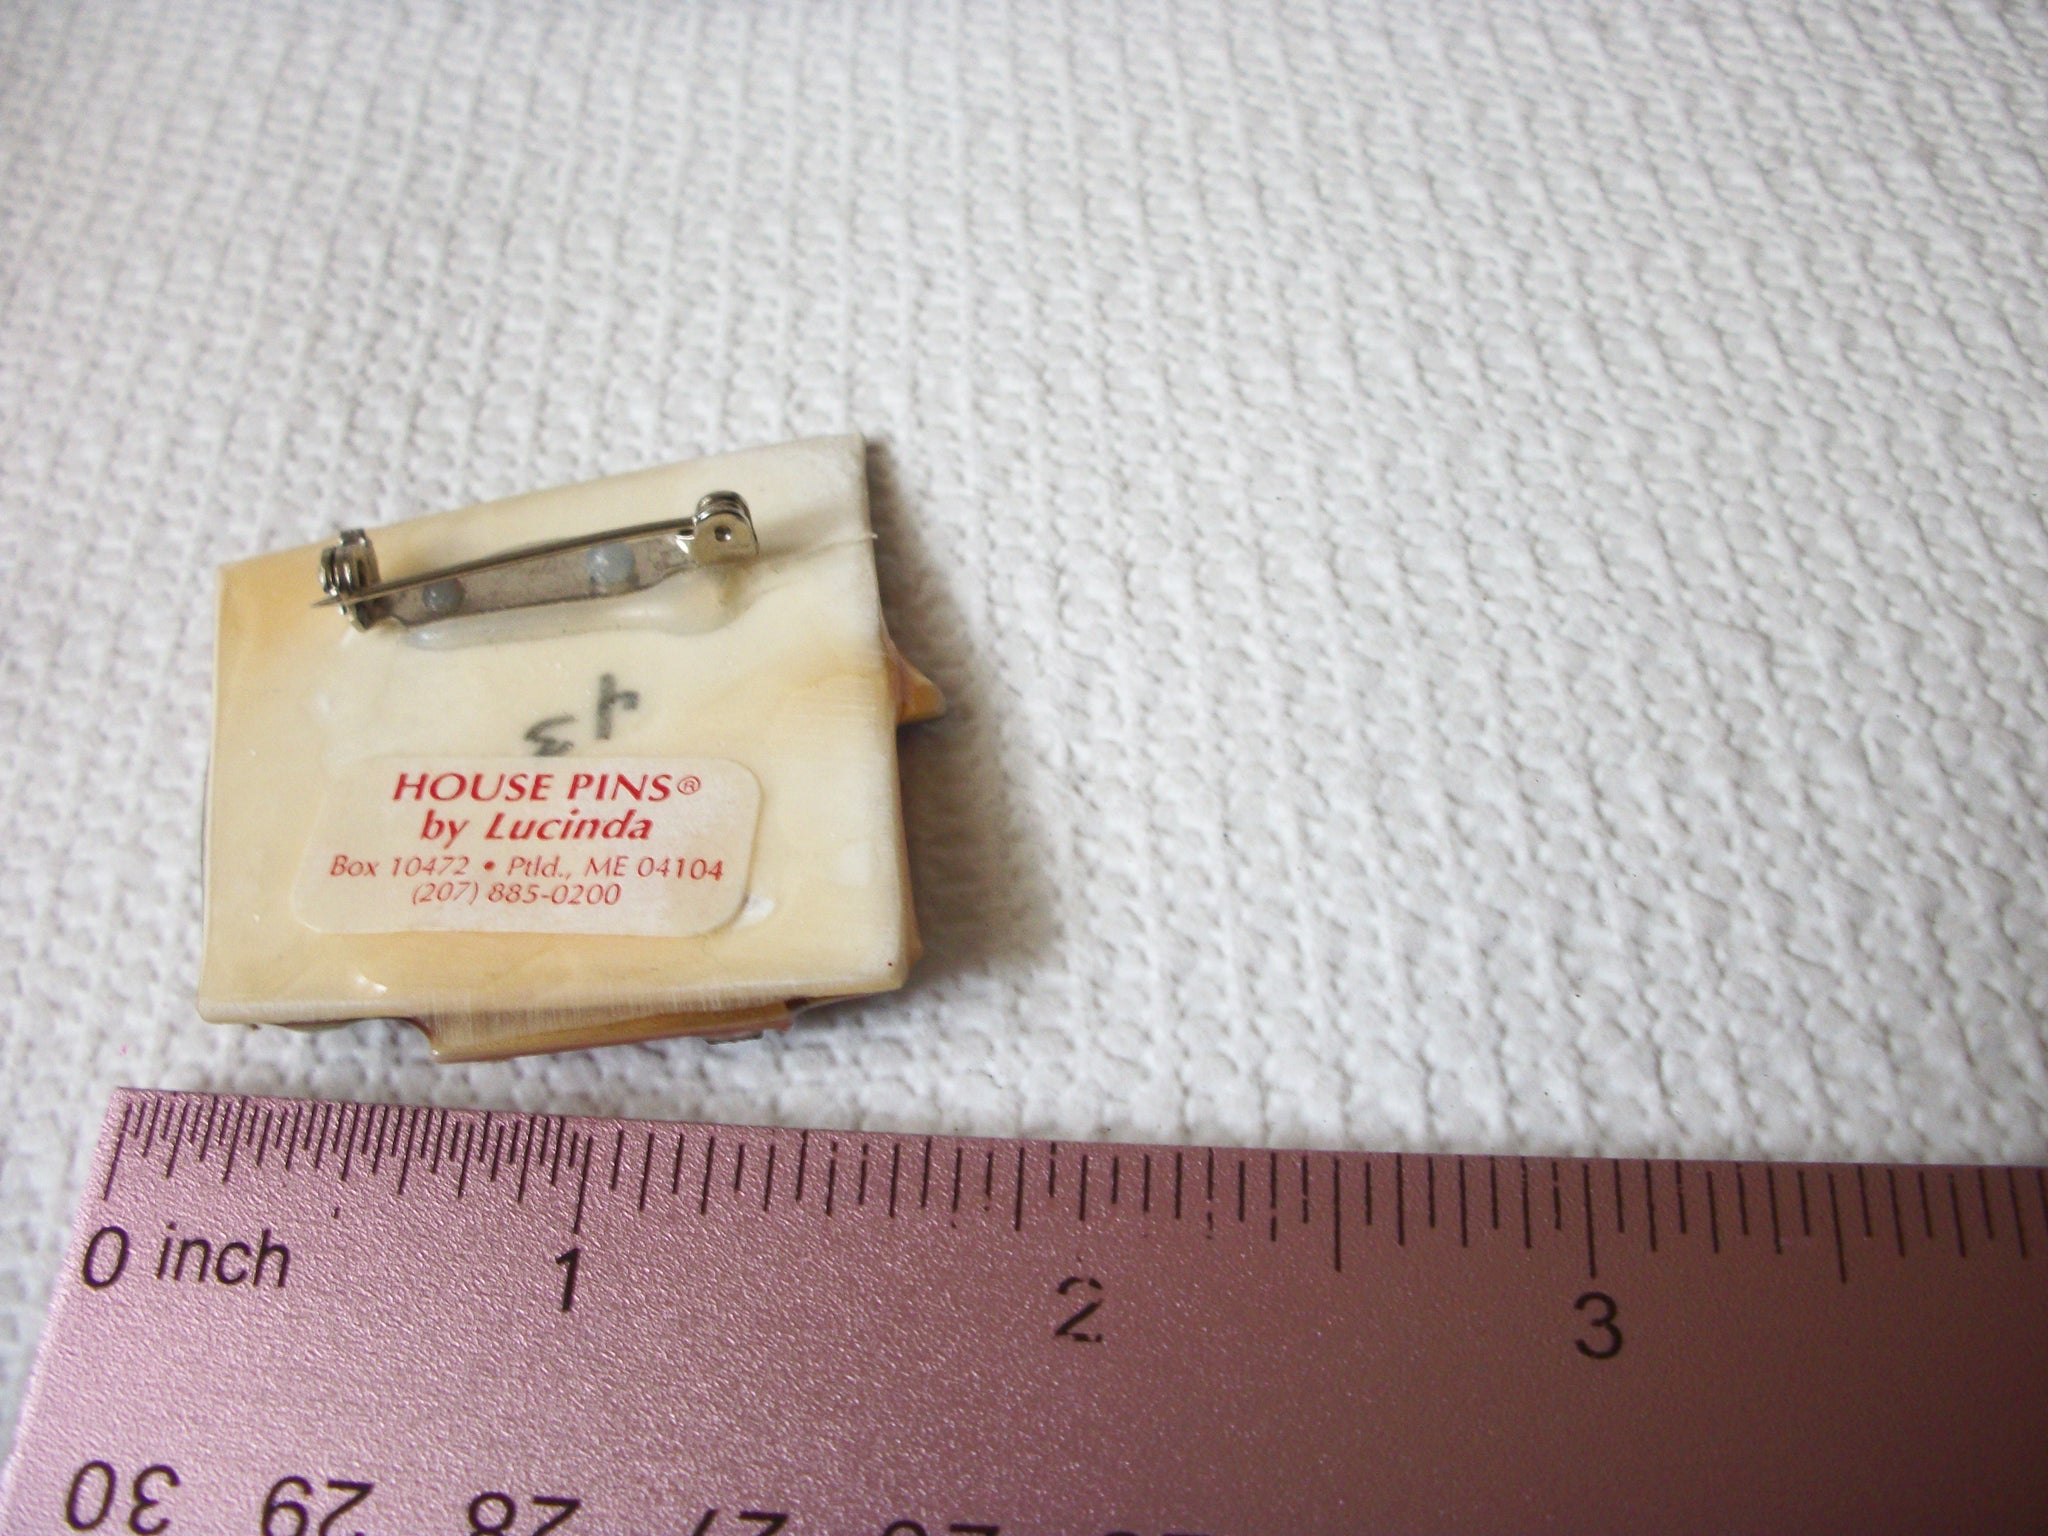 HOUSE PINS®
by Lucinda
Box 10472 • Ptld., ME 04104
(207) 885-0200
0 inch 1 2 3
30 29 28 27